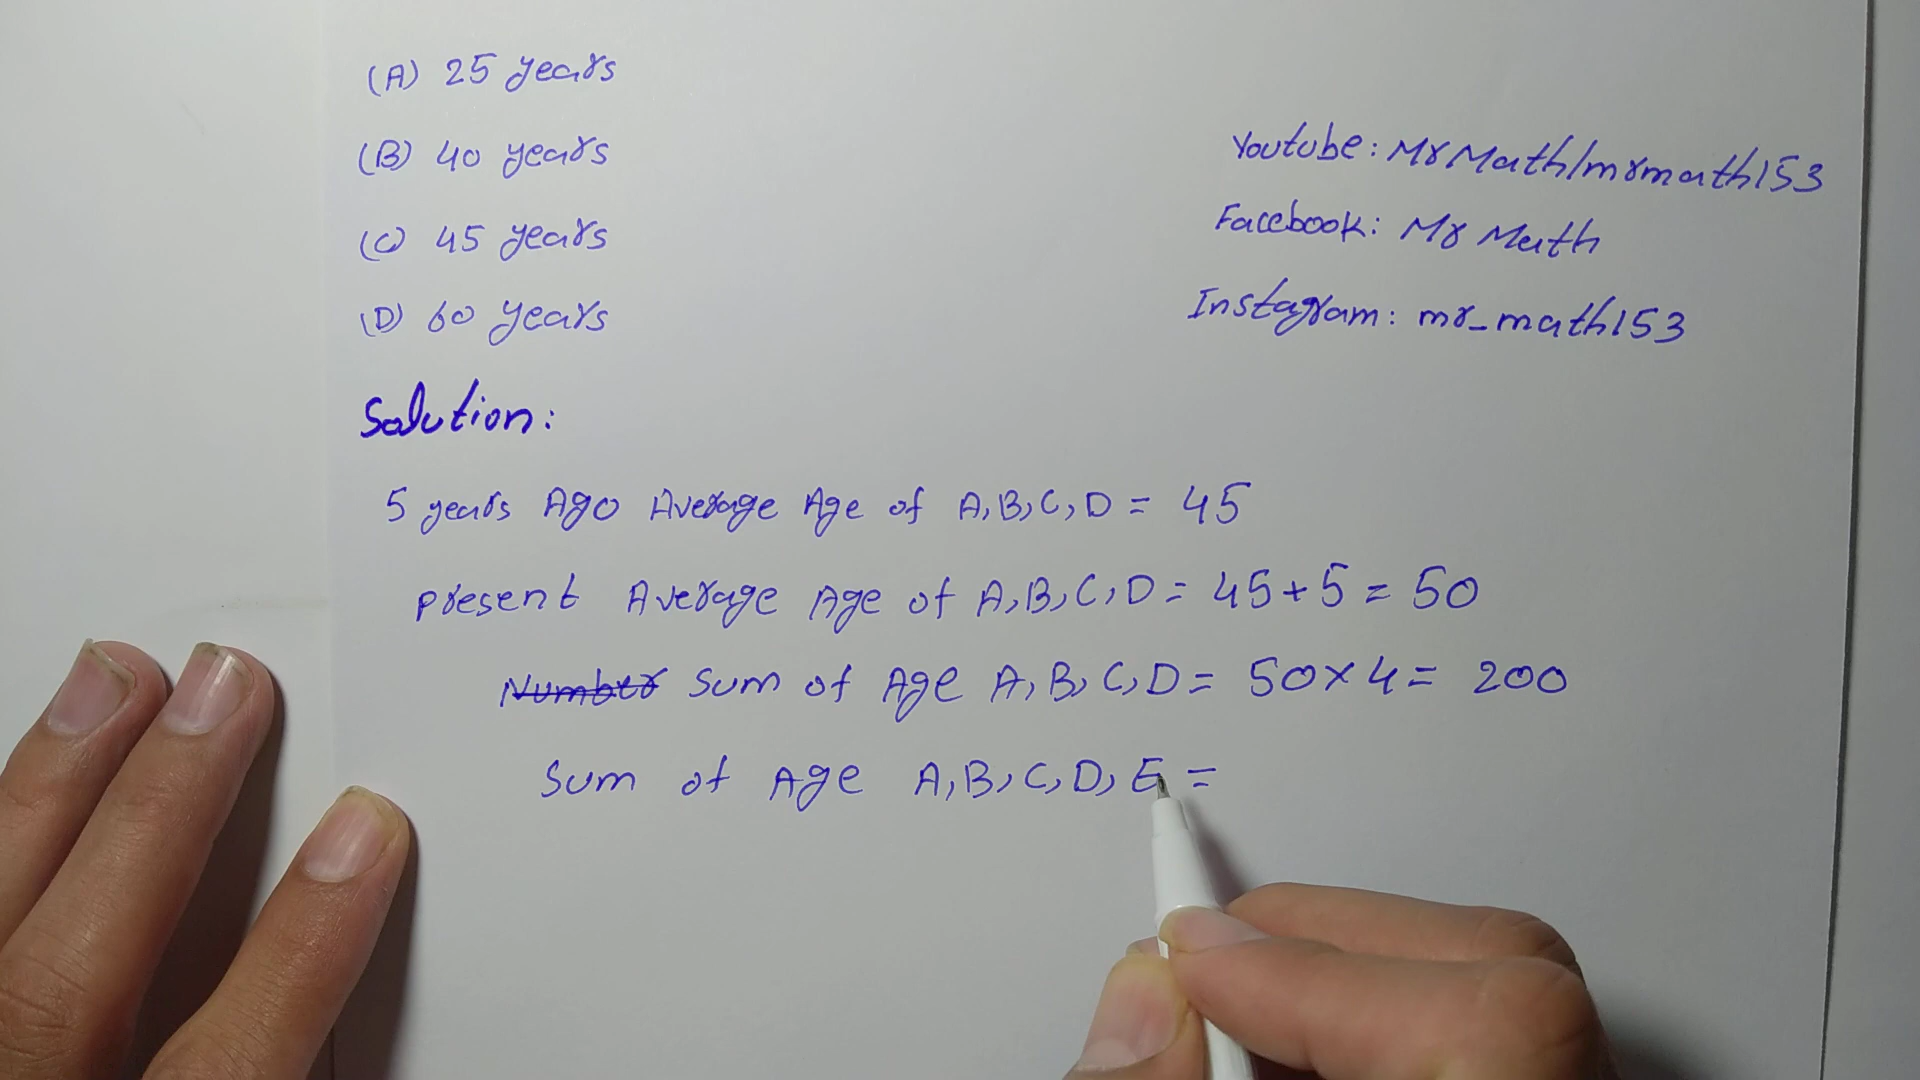 (A) 25 years
(B) 40 years
(C) 45 years
(D) 60 years
Youtube: Mr Math/mrmath153
Facebook: Mr Math
Instagram: mr_math153
Solution:
5 years Ago Average Age of A, B, C, D = 45
present Average Age of A, B, C, D = 45 + 5 = 50
Number Sum of Age A, B, C, D = 50 × 4 = 200
Sum of Age A, B, C, D, E =